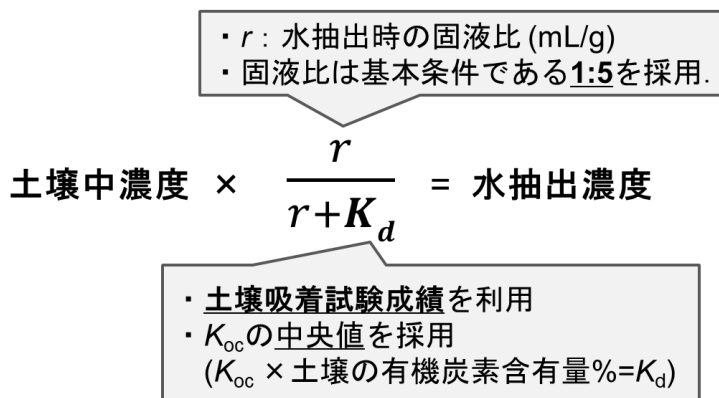 ・r : 水抽出時の固液比 (mL/g)
・固液比は基本条件である1:5を採用.
土壌中濃度 × r / r+Kd = 水抽出濃度
・土壌吸着試験成績を利用
・Kocの中央値を採用
(Koc × 土壌の有機炭素含有量%=Kd)